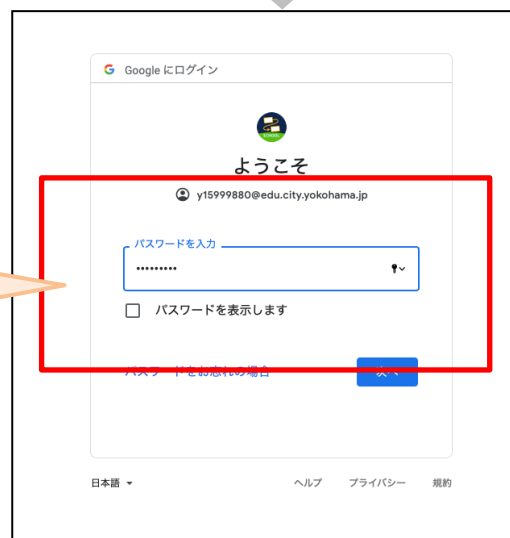 Google にログイン
ようこそ
y15999880@edu.city.yokohama.jp
パスワードを入力
•••••••••
パスワードを表示します
パスワードをお忘れの場合
次へ
日本語
ヘルプ プライバシー 規約